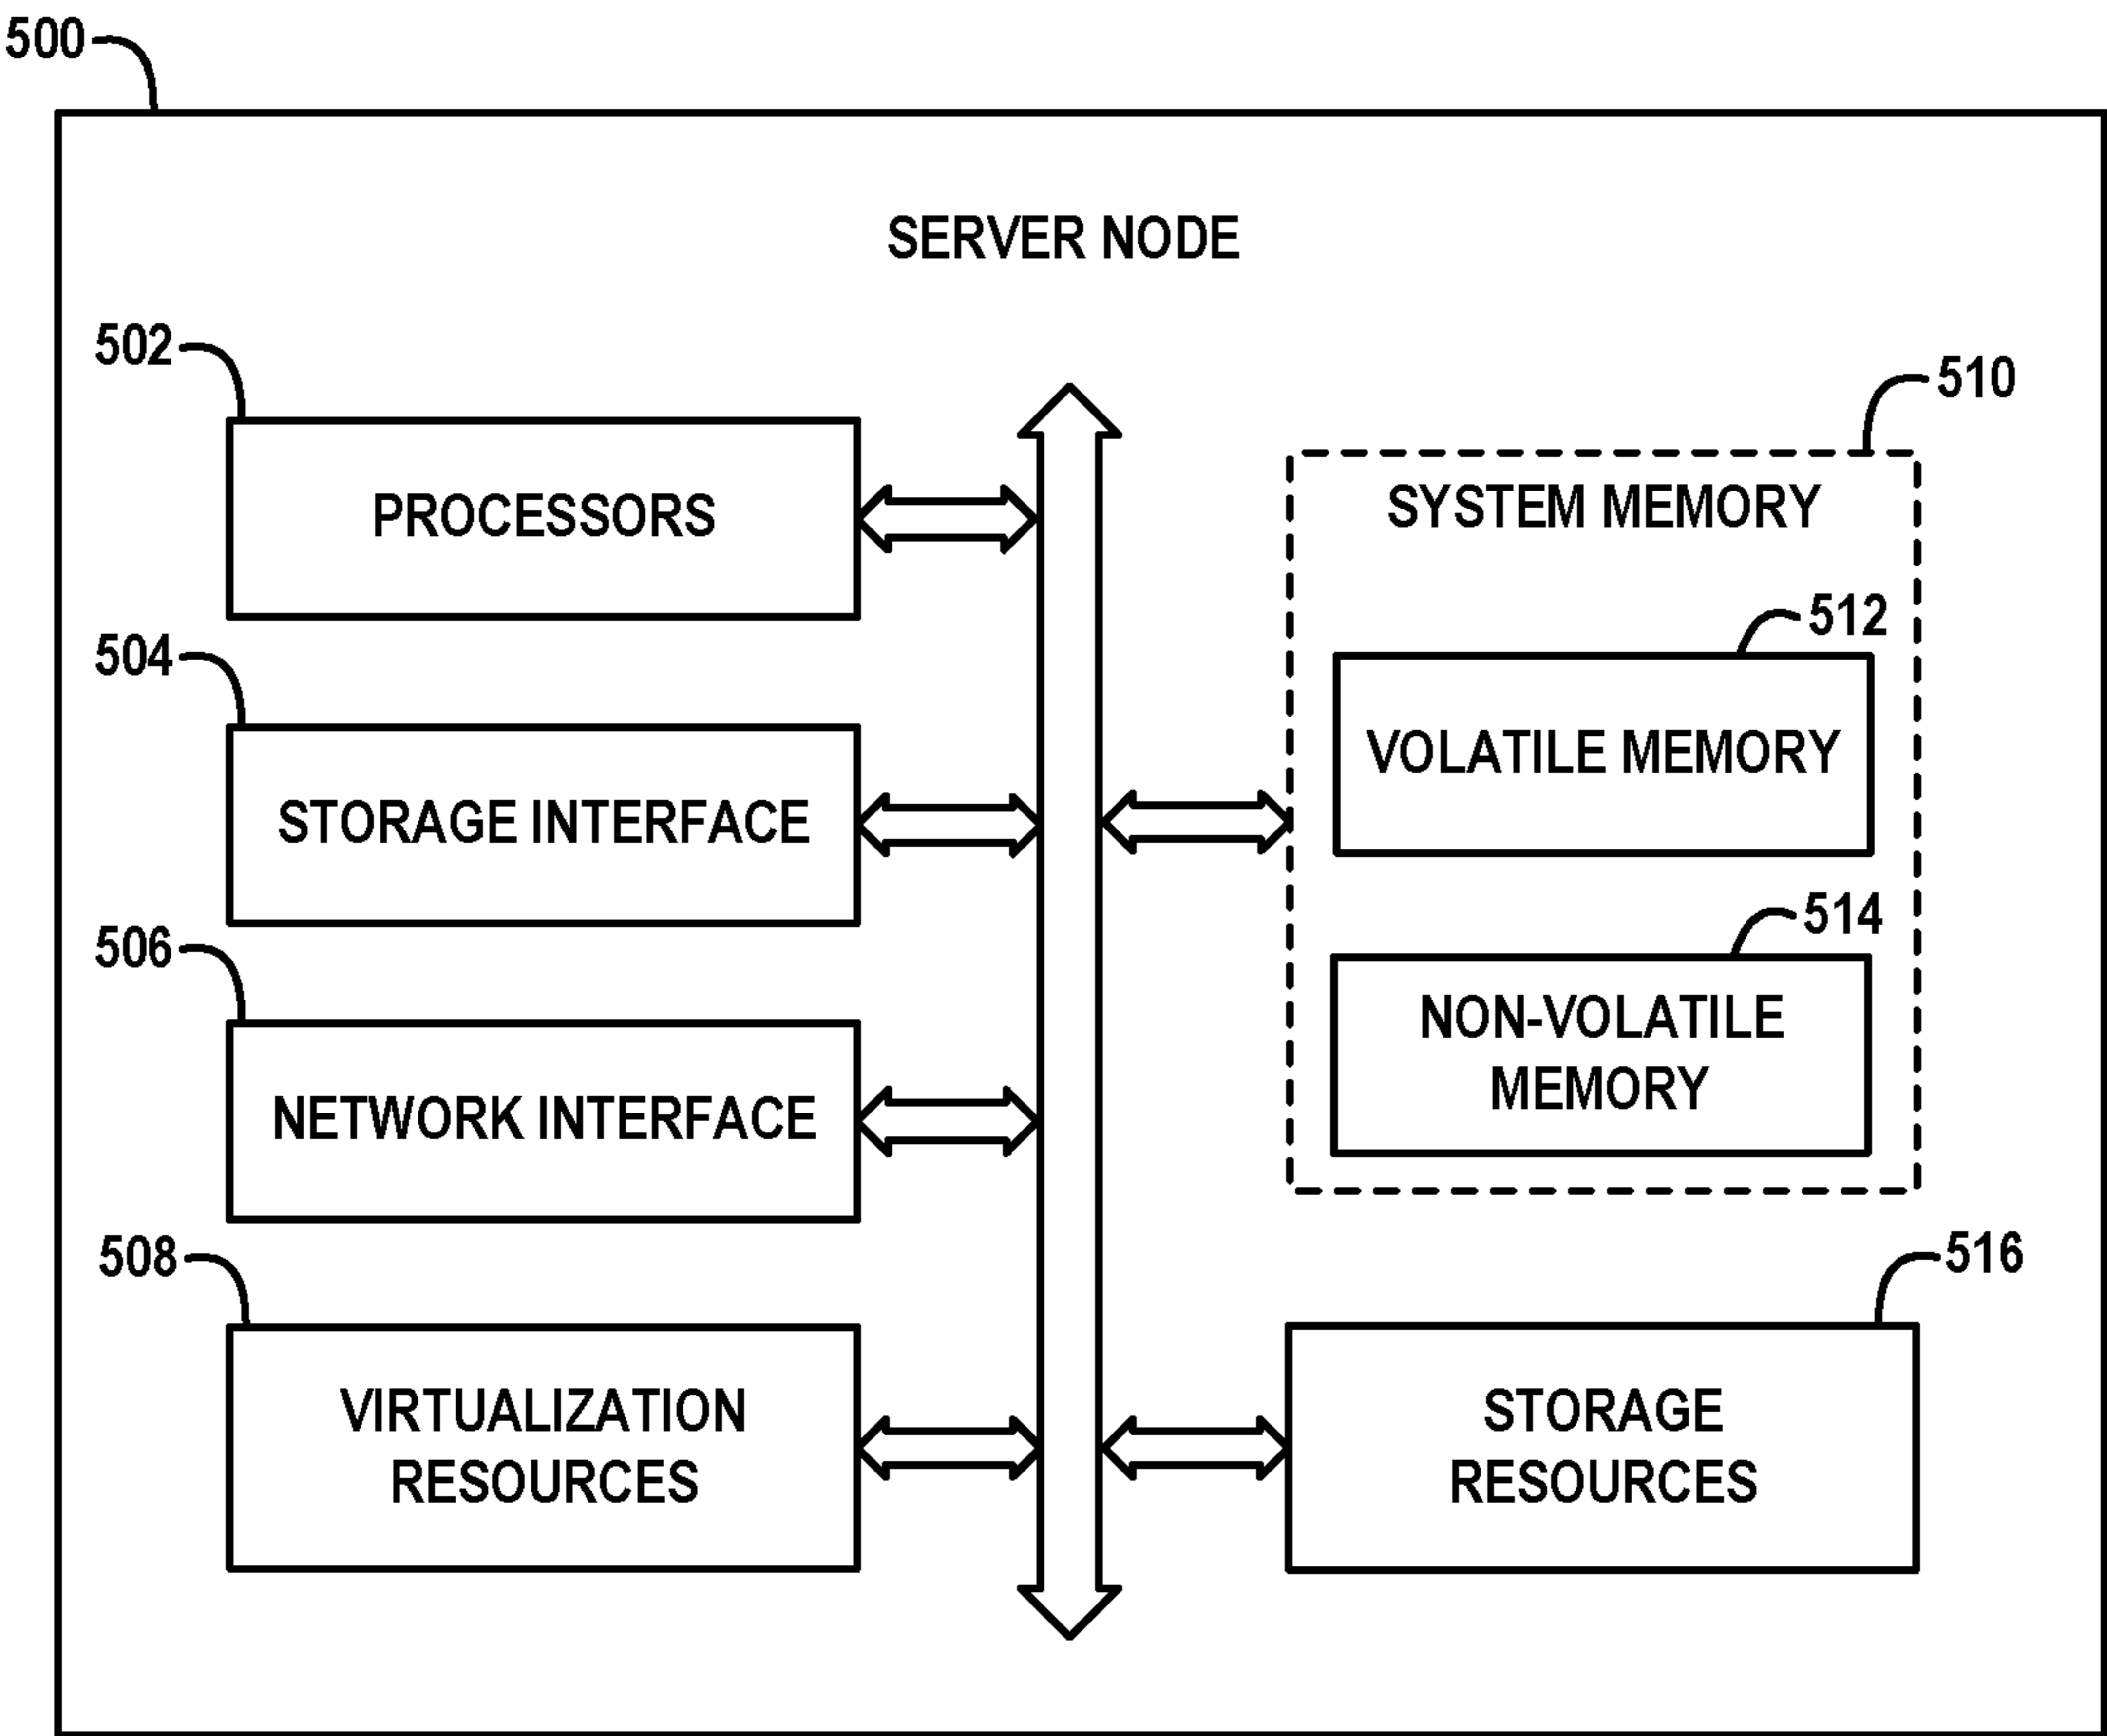 500
SERVER NODE
502
PROCESSORS
504
STORAGE INTERFACE
506
NETWORK INTERFACE
508
VIRTUALIZATION
RESOURCES
510
SYSTEM MEMORY
512
VOLATILE MEMORY
514
NON-VOLATILE
MEMORY
516
STORAGE
RESOURCES